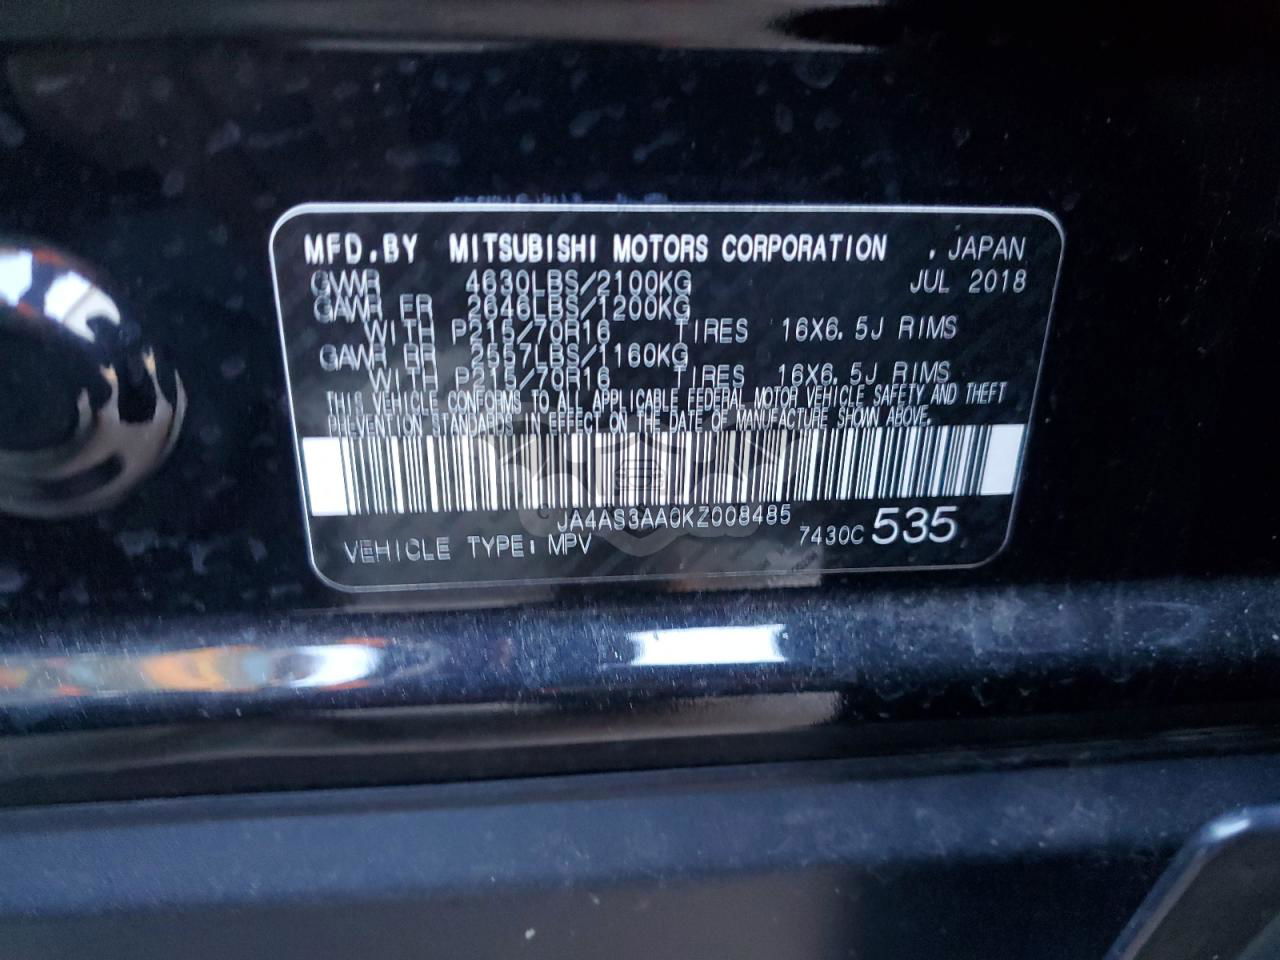 MFD.BY MITSUBISHI MOTORS CORPORATION . JAPAN
GVWR 4630LBS/2100KG JUL 2018
GAWR FR 2646LBS/1200KG
WITH P215/70R16 TIRES 16X6.5J RIMS
GAWR RR 2557LBS/1160KG
WITH P215/70R16 TIRES 16X6.5J RIMS
THIS VEHICLE CONFORMS TO ALL APPLICABLE FEDERAL MOTOR VEHICLE SAFETY AND THEFT
PREVENTION STANDARDS IN EFFECT ON THE DATE OF MANUFACTURE SHOWN ABOVE.
JA4AS3AA0KZ008485
VEHICLE TYPE: MPV 7430C 535